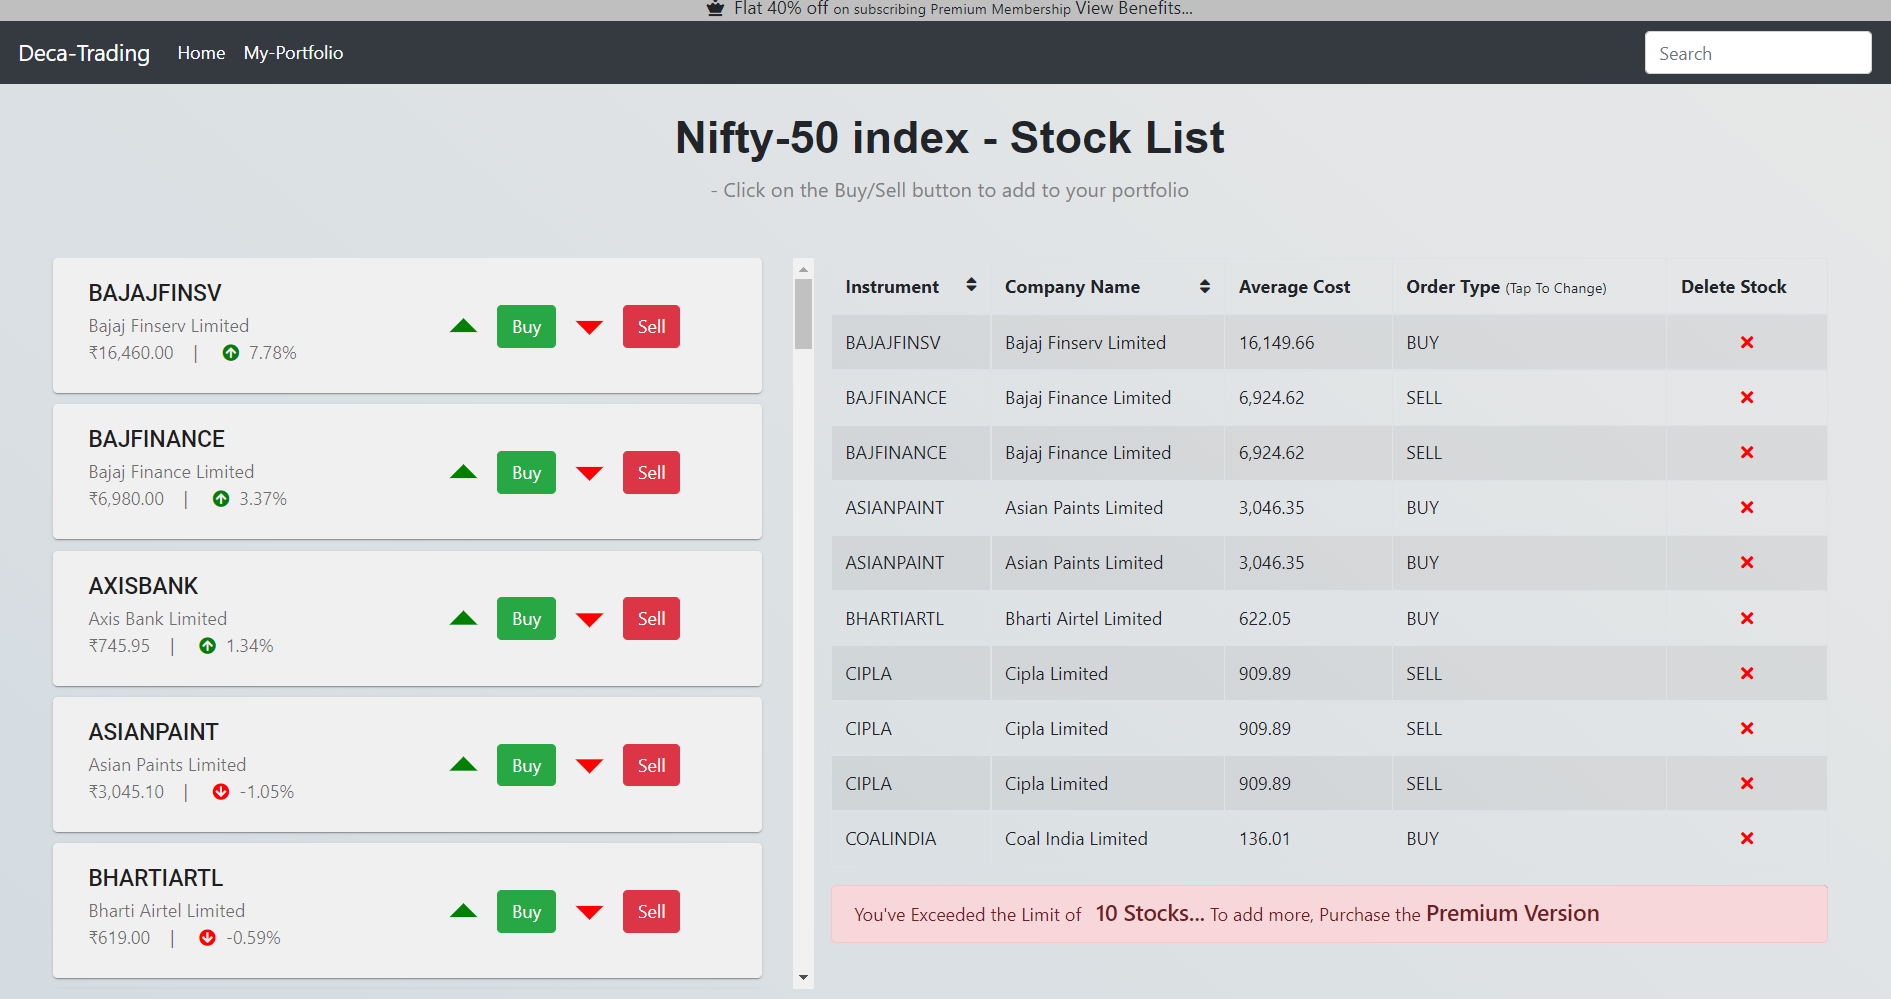 Flat 40% off on subscribing Premium Membership View Benefits...
Deca-Trading Home My-Portfolio Search
Nifty-50 index - Stock List
- Click on the Buy/Sell button to add to your portfolio
BAJAJFINSV
Bajaj Finserv Limited
₹16,460.00 | 7.78%
Buy Sell
BAJFINANCE
Bajaj Finance Limited
₹6,980.00 | 3.37%
Buy Sell
AXISBANK
Axis Bank Limited
₹745.95 | 1.34%
Buy Sell
ASIANPAINT
Asian Paints Limited
₹3,045.10 | -1.05%
Buy Sell
BHARTIARTL
Bharti Airtel Limited
₹619.00 | -0.59%
Buy Sell
Instrument Company Name Average Cost Order Type (Tap To Change) Delete Stock
BAJAJFINSV Bajaj Finserv Limited 16,149.66 BUY
BAJFINANCE Bajaj Finance Limited 6,924.62 SELL
BAJFINANCE Bajaj Finance Limited 6,924.62 SELL
ASIANPAINT Asian Paints Limited 3,046.35 BUY
ASIANPAINT Asian Paints Limited 3,046.35 BUY
BHARTIARTL Bharti Airtel Limited 622.05 BUY
CIPLA Cipla Limited 909.89 SELL
CIPLA Cipla Limited 909.89 SELL
CIPLA Cipla Limited 909.89 SELL
COALINDIA Coal India Limited 136.01 BUY
You've Exceeded the Limit of 10 Stocks... To add more, Purchase the Premium Version